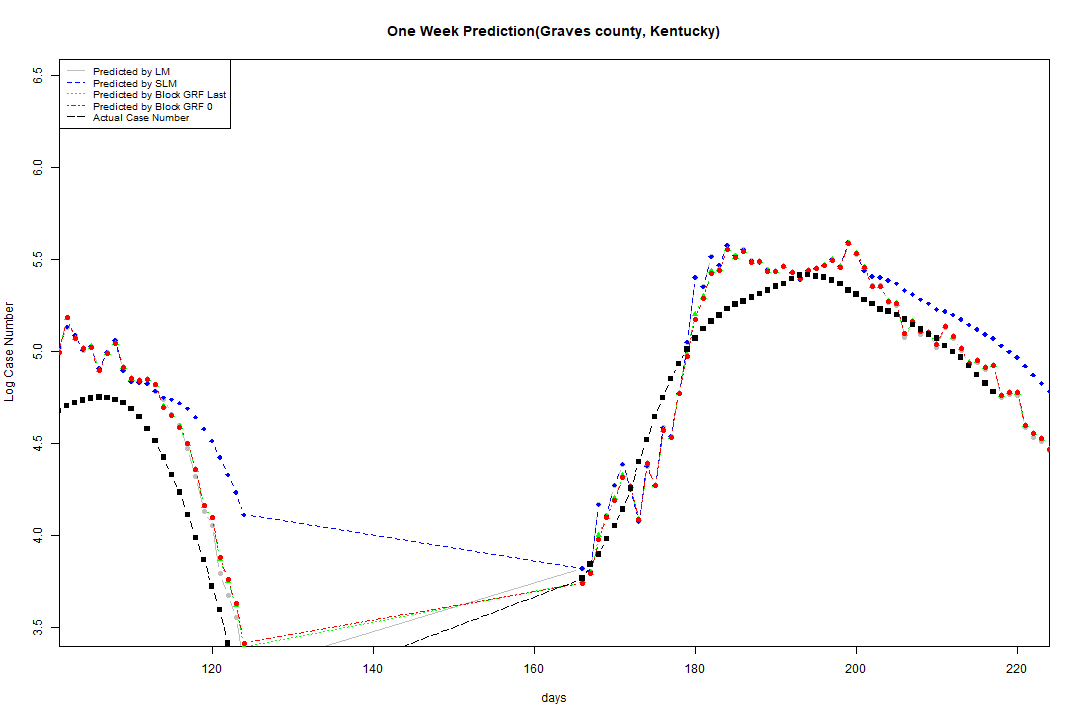 One Week Prediction(Graves county, Kentucky)
Predicted by LM
Predicted by SLM
Predicted by Block GRF Last
Predicted by Block GRF 0
Actual Case Number
Log Case Number
6.5
6.0
5.5
5.0
4.5
4.0
3.5
120 140 160 180 200 220
days